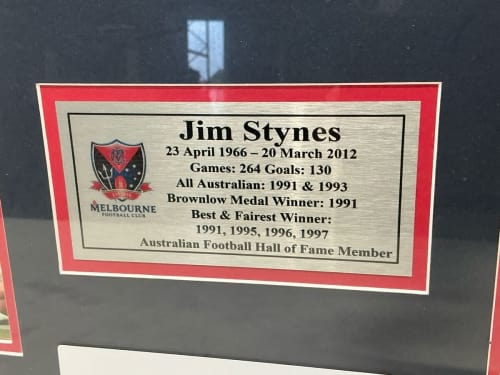 Jim Stynes
23 April 1966 – 20 March 2012
Games: 264 Goals: 130
All Australian: 1991 & 1993
Brownlow Medal Winner: 1991
Best & Fairest Winner:
1991, 1995, 1996, 1997
Australian Football Hall of Fame Member
MELBOURNE
FOOTBALL CLUB